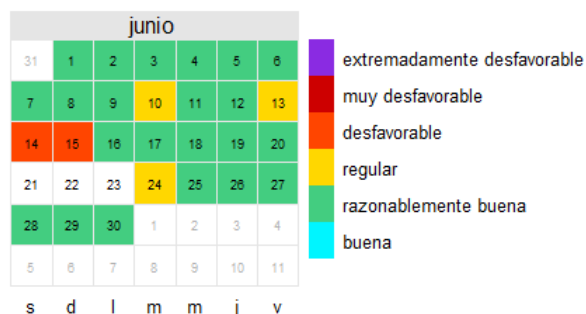 junio
31 1 2 3 4 5 6
7 8 9 10 11 12 13
14 15 16 17 18 19 20
21 22 23 24 25 26 27
28 29 30 1 2 3 4
5 6 7 8 9 10 11
s d l m m j v
extremadamente desfavorable
muy desfavorable
desfavorable
regular
razonablemente buena
buena